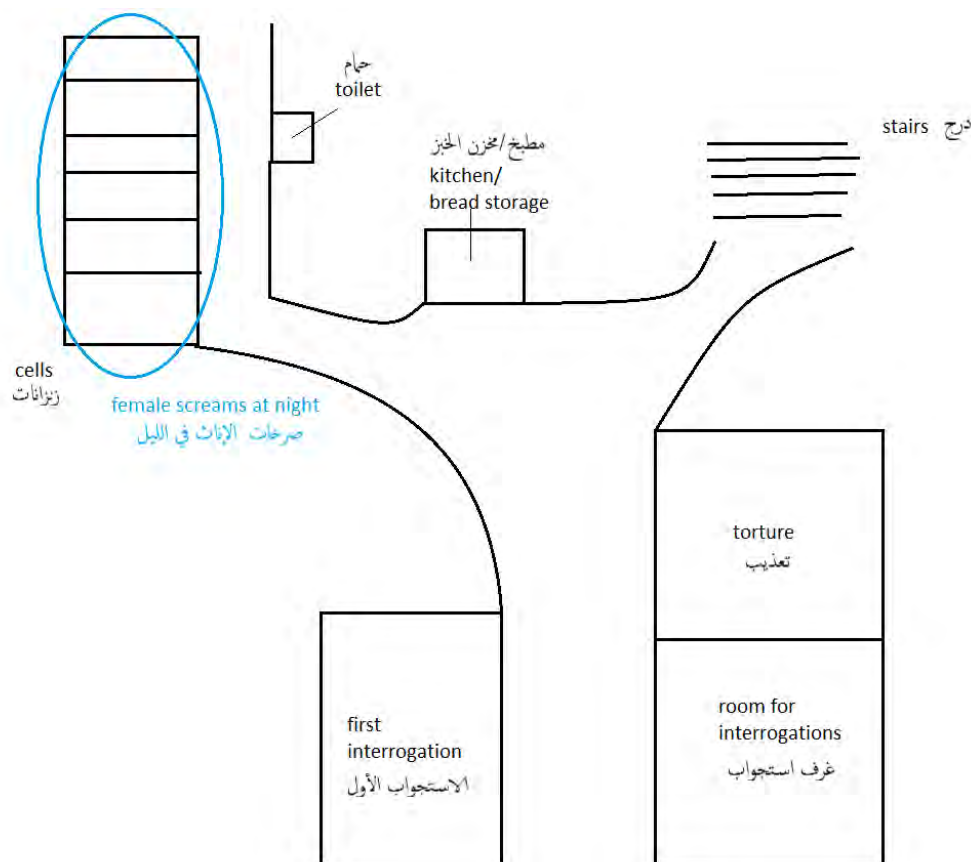 حمام
toilet
stairs درج
مطبخ/مخزن الخبز
kitchen/
bread storage
cells
زنزانات
female screams at night
صرخات الإناث في الليل
torture
تعذيب
first
interrogation
الاستجواب الأول
room for
interrogations
غرف استجواب